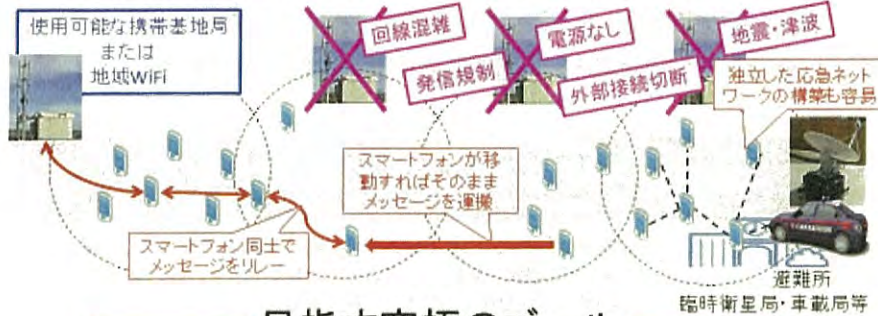 使用可能な携帯基地局
または
地域WiFi
回線混雑
発信規制
電源なし
外部接続切断
地震・津波
独立した応急ネット
ワークの構築も容易
スマートフォンが移
動すればそのまま
メッセージを運搬
スマートフォン同士で
メッセージをリレー
避難所
臨時衛星局・車載局等